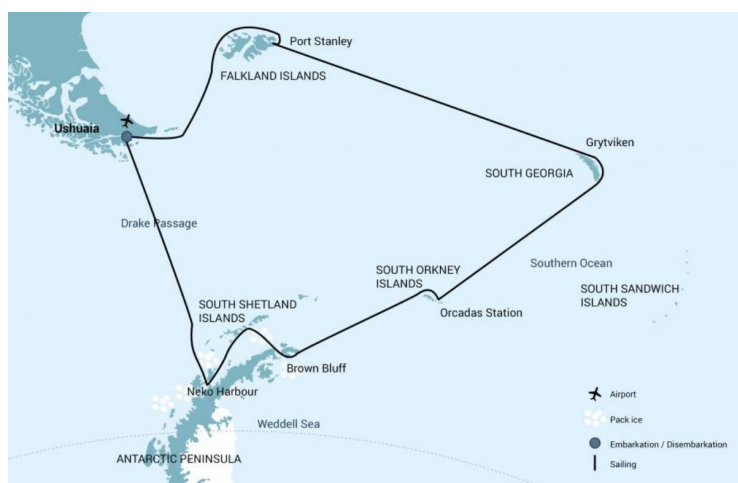 Port Stanley
FALKLAND ISLANDS
Ushuaia
Grytviken
SOUTH GEORGIA
Drake Passage
SOUTH ORKNEY
ISLANDS
Southern Ocean
SOUTH SANDWICH
ISLANDS
SOUTH SHETLAND
ISLANDS
Orcadas Station
Brown Bluff
Neko Harbour
Weddell Sea
ANTARCTIC PENINSULA
Airport
Pack ice
Embarkation / Disembarkation
Sailing